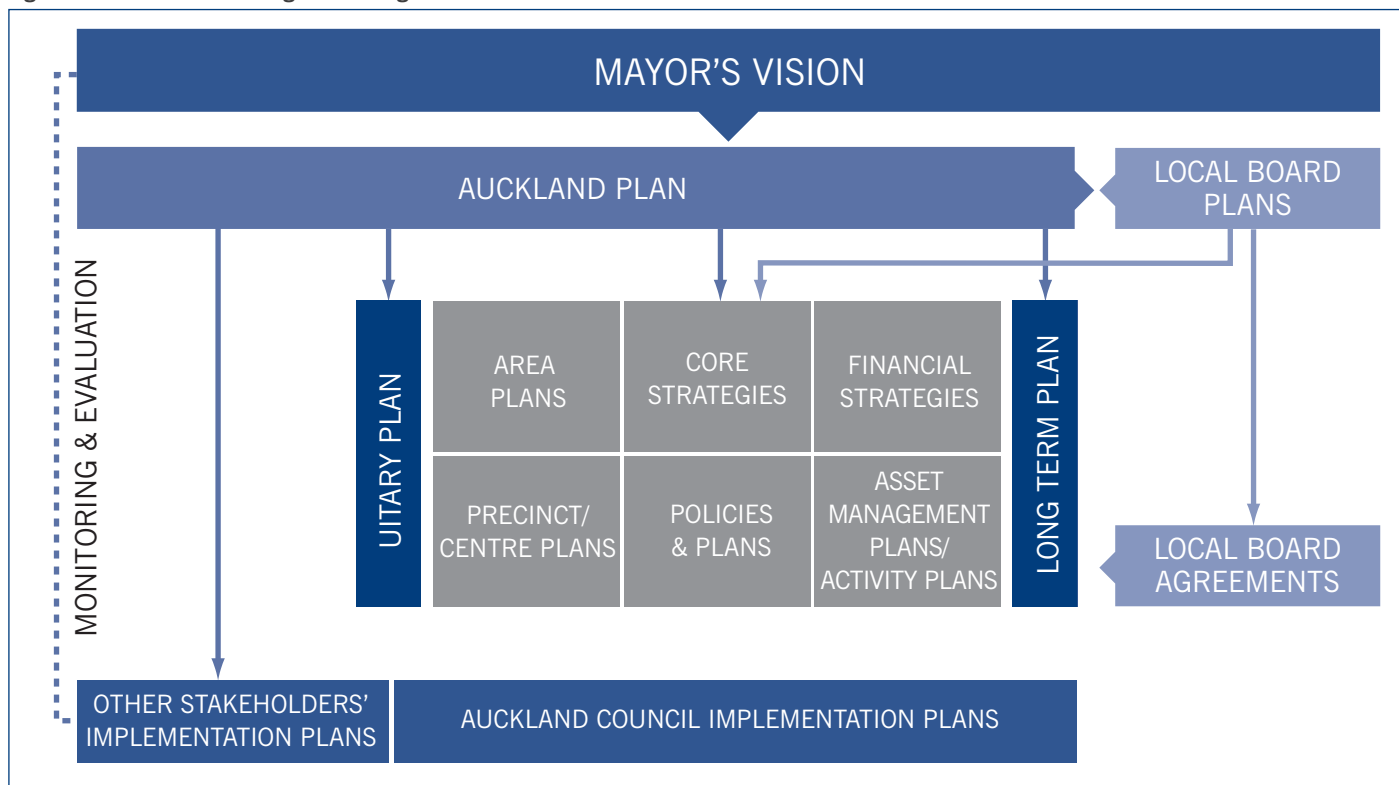 MAYOR'S VISION
AUCKLAND PLAN
LOCAL BOARD
PLANS
MONITORING & EVALUATION
UITARY PLAN
AREA
PLANS
CORE
STRATEGIES
FINANCIAL
STRATEGIES
PRECINCT/
CENTRE PLANS
POLICIES
& PLANS
ASSET
MANAGEMENT
PLANS/
ACTIVITY PLANS
LONG TERM PLAN
LOCAL BOARD
AGREEMENTS
OTHER STAKEHOLDERS'
IMPLEMENTATION PLANS
AUCKLAND COUNCIL IMPLEMENTATION PLANS